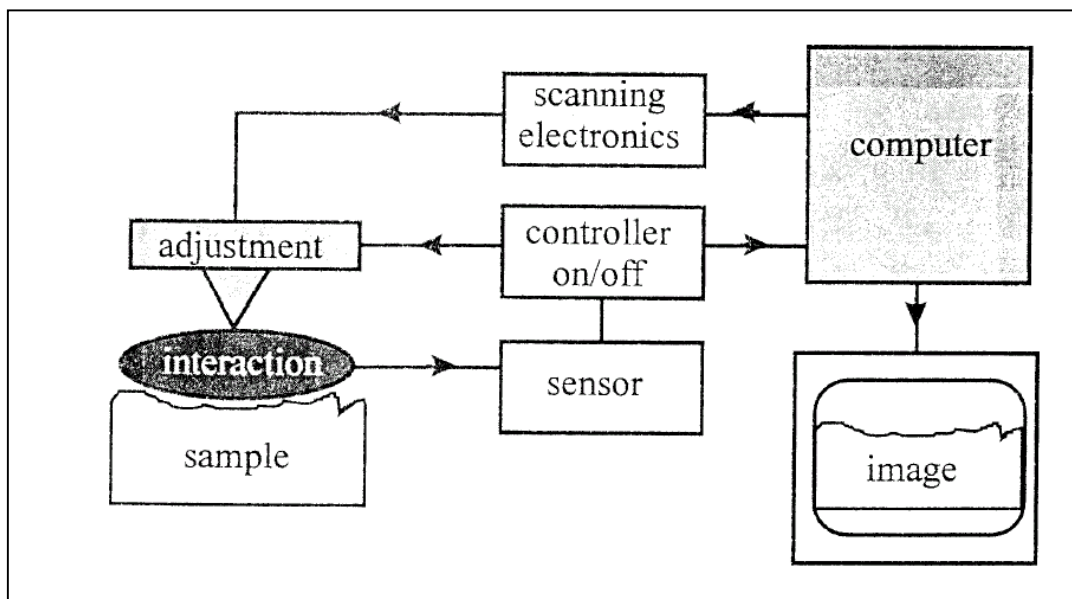 scanning
electronics
computer
adjustment
controller
on/off
interaction
sensor
sample
image